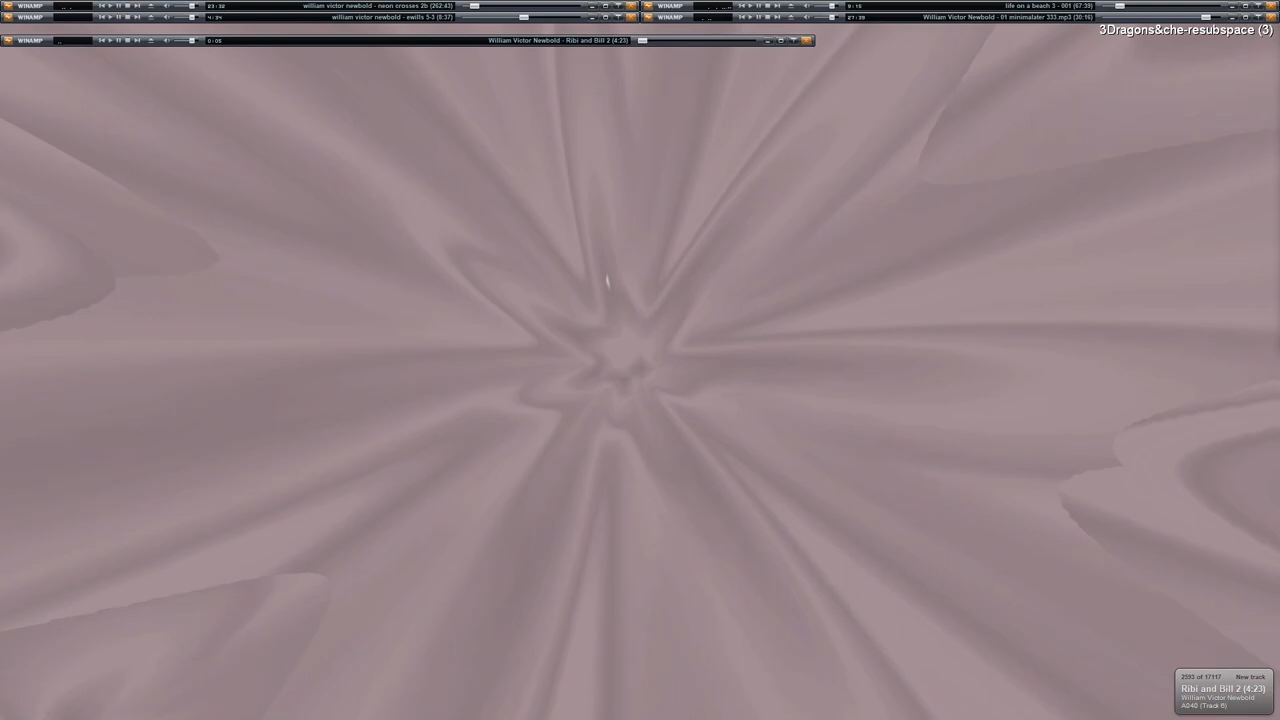 WINAMP 23:32 william victor newbold - neon crosses 2b (262:43)
WINAMP 9:15 life on a beach 3 - 001 (67:39)
WINAMP 4:34 william victor newbold - ewills 5-3 (8:37)
WINAMP 27:39 William Victor Newbold - 01 minimalater 333.mp3 (30:16)
3Dragons&che-resubspace (3)
WINAMP 0:05 William Victor Newbold - Ribi and Bill 2 (4:23)
2593 of 17117 New track
Ribi and Bill 2 (4:23)
William Victor Newbold
A040 (Track 6)